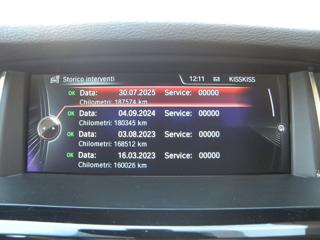 Storico interventi 12:11 KISSKISS
OK Data: 30.07.2025 Service: 00000
Chilometri: 187574 km
OK Data: 04.09.2024 Service: 00000
Chilometri: 180345 km
OK Data: 03.08.2023 Service: 00000
Chilometri: 168512 km
OK Data: 16.03.2023 Service: 00000
Chilometri: 160026 km